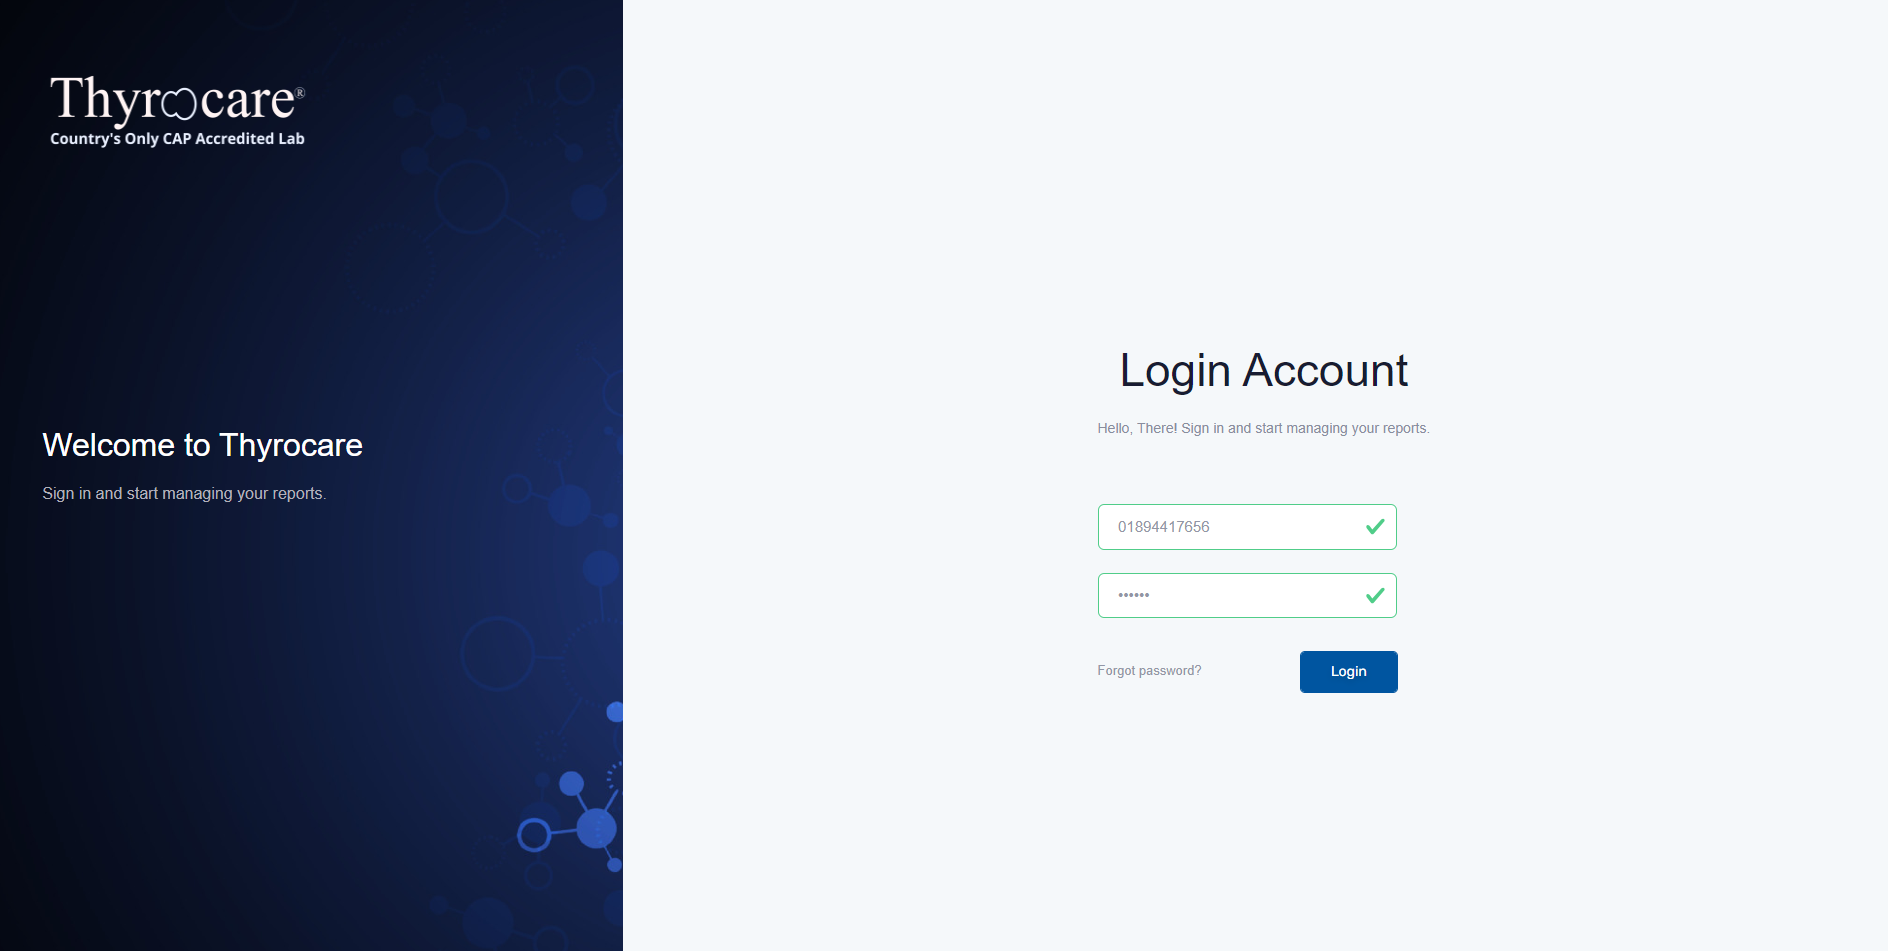 Thyrocare®
Country's Only CAP Accredited Lab
Welcome to Thyrocare
Sign in and start managing your reports.
Login Account
Hello, There! Sign in and start managing your reports.
01894417656
••••••
Forgot password?
Login